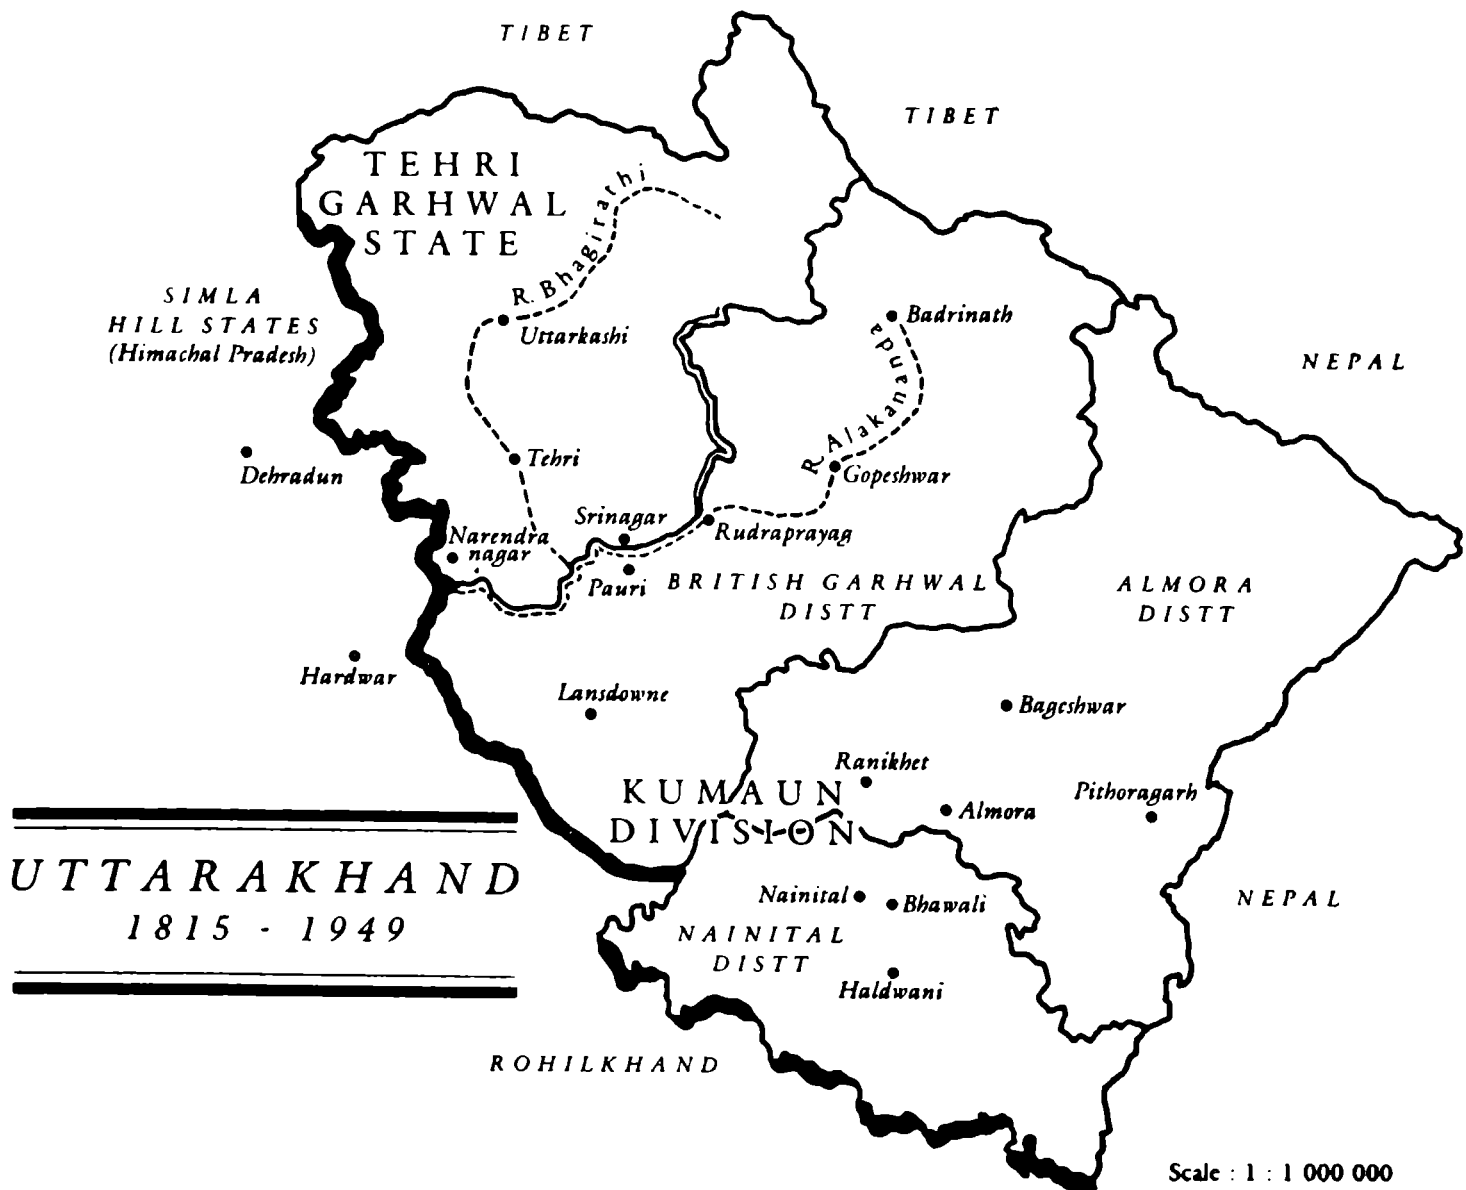 TIBET
TIBET
TEHRI
GARHWAL
STATE
R. Bhagirathi
SIMLA
HILL STATES
(Himachal Pradesh)
Uttarkashi
Badrinath
R. Alakananda
NEPAL
Dehradun
Tehri
Gopeshwar
Srinagar
Rudraprayag
Narendra
nagar
Pauri
BRITISH GARHWAL
DISTT
ALMORA
DISTT
Hardwar
Lansdowne
Bageshwar
Ranikhet
KUMAUN
DIVISION
Almora
Pithoragarh
UTTARAKHAND
1815 - 1949
Nainital
Bhawali
NEPAL
NAINITAL
DISTT
Haldwani
ROHILKHAND
Scale : 1 : 1 000 000